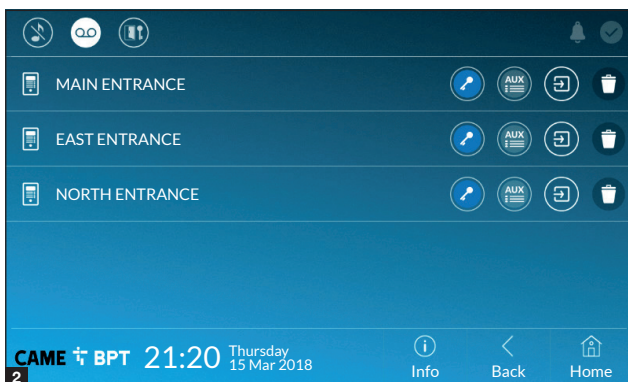 MAIN ENTRANCE AUX
EAST ENTRANCE AUX
NORTH ENTRANCE AUX
CAME BPT 21:20 Thursday
15 Mar 2018
Info Back Home
2